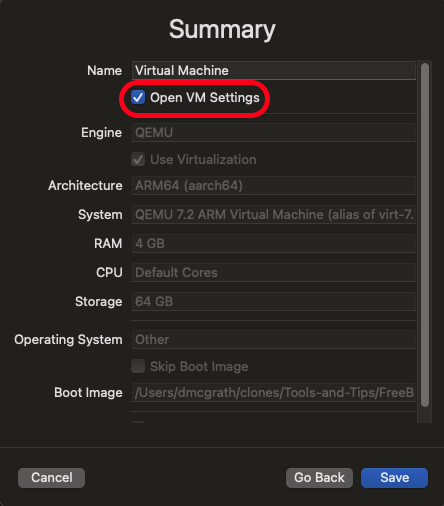 Summary
Name Virtual Machine
Open VM Settings
Engine QEMU
Use Virtualization
Architecture ARM64 (aarch64)
System QEMU 7.2 ARM Virtual Machine (alias of virt-7.
RAM 4 GB
CPU Default Cores
Storage 64 GB
Operating System Other
Skip Boot Image
Boot Image /Users/dmcgrath/clones/Tools-and-Tips/FreeB
Cancel Go Back Save